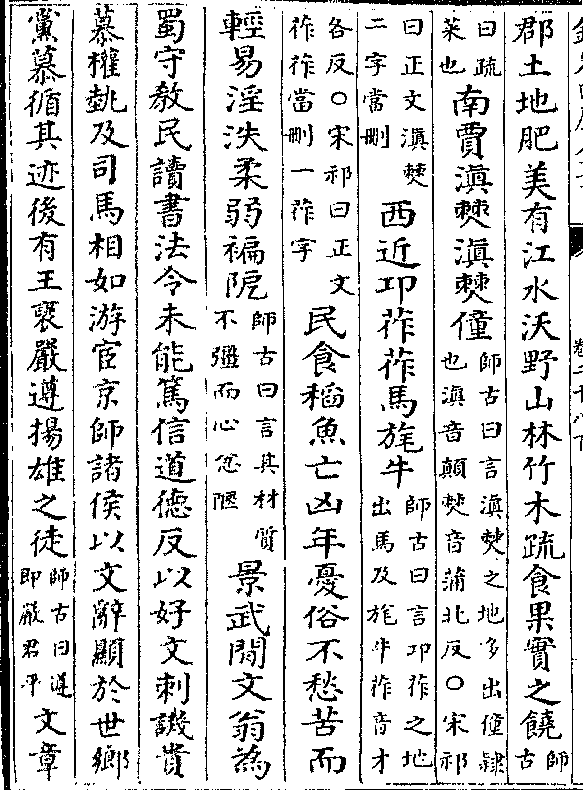 郡土地肥美有江水沃野山林竹木疏食果實之饒師古
曰疏菜也南賈滇僰滇僰僮師古曰言滇僰之地多出僮隸也滇音顛僰音蒲北反○宋祁
曰正文滇僰二字當刪西近邛莋莋馬旄牛師古曰言邛莋之地出馬及旄牛莋音才
各反○宋祁曰正文莋莋當刪一莋字民食稻魚亡凶年憂俗不愁苦而
輕易淫泆柔弱褊阸師古曰言其材質不彊而心忿隘景武閒文翁為
蜀守教民讀書法令未能篤信道德反以好文刺譏貴
慕權埶及司馬相如游宦京師諸侯以文辭顯於世鄉
黨慕循其迹後有王襃嚴遵揚雄之徒師古曰遵即嚴君平文章